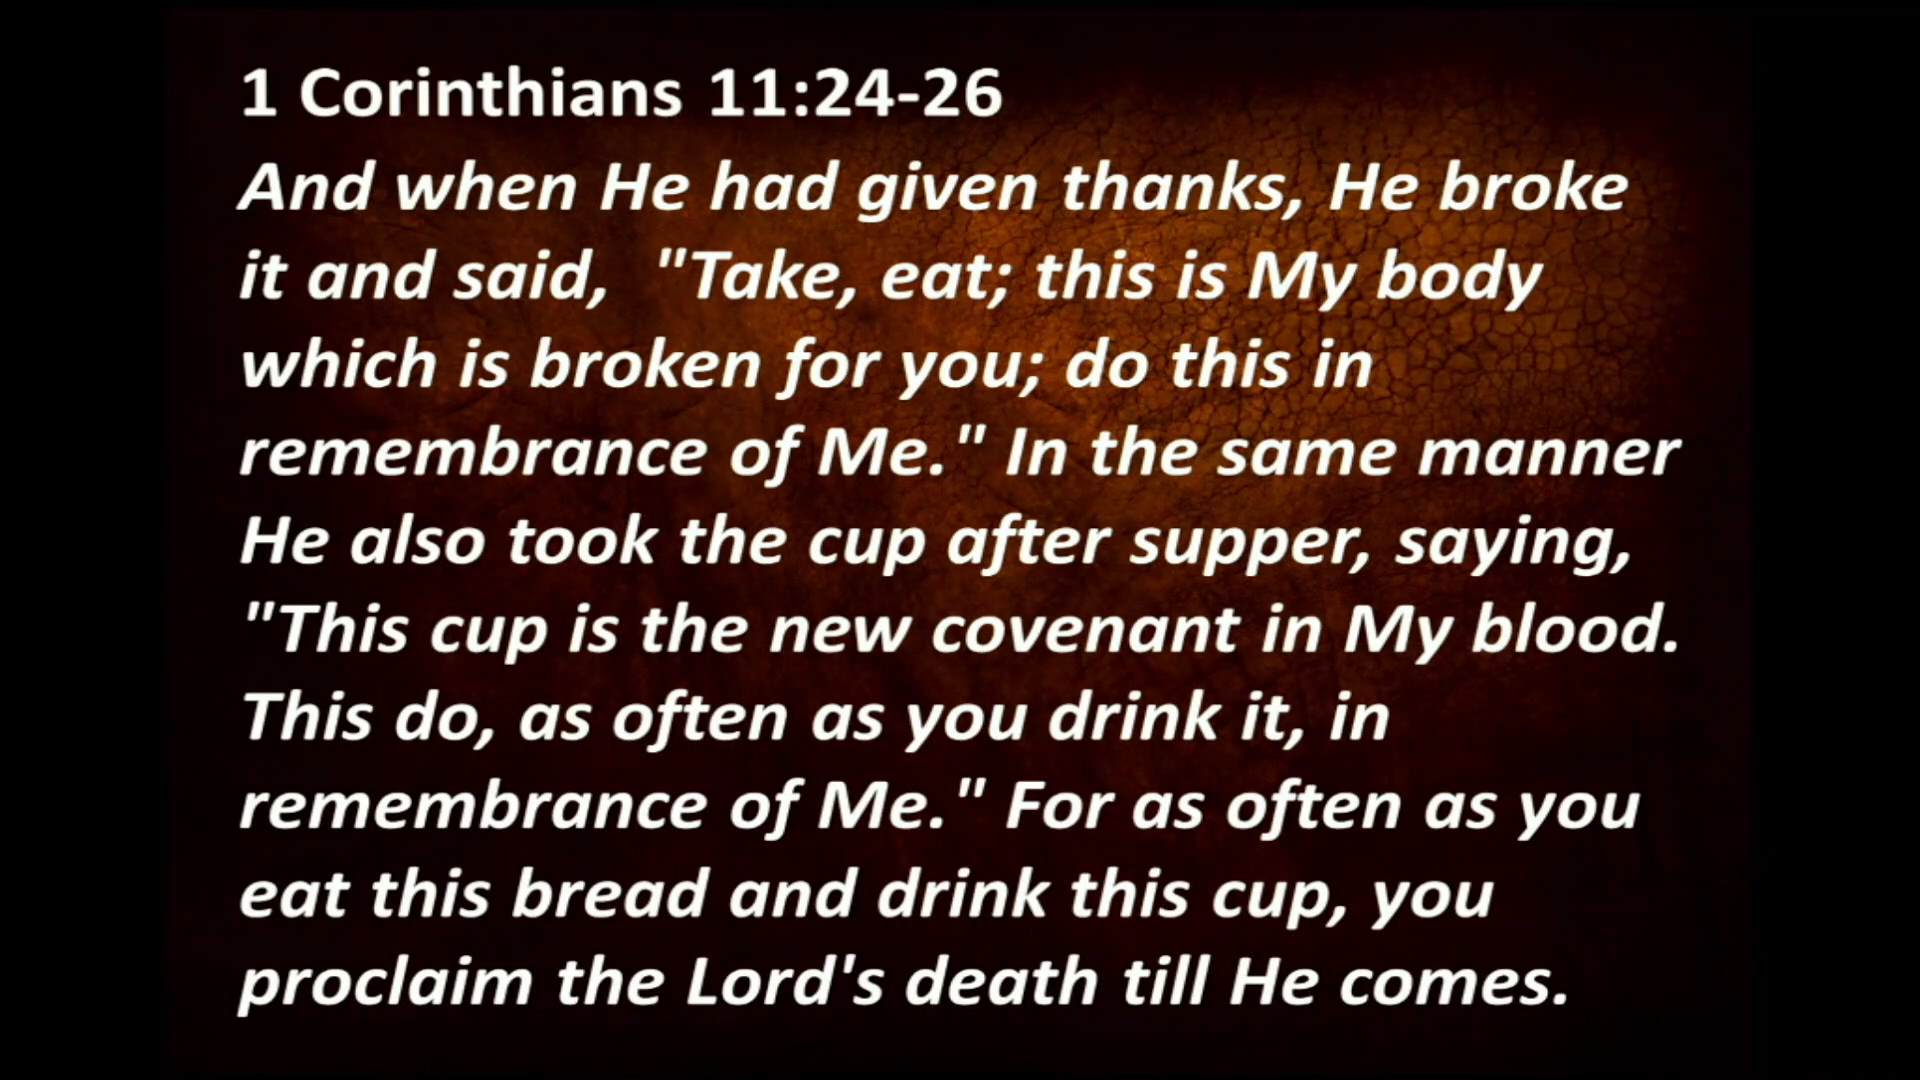 1 Corinthians 11:24-26
And when He had given thanks, He broke
it and said,  "Take, eat; this is My body
which is broken for you; do this in
remembrance of Me." In the same manner
He also took the cup after supper, saying,
"This cup is the new covenant in My blood.
This do, as often as you drink it, in
remembrance of Me." For as often as you
eat this bread and drink this cup, you
proclaim the Lord's death till He comes.